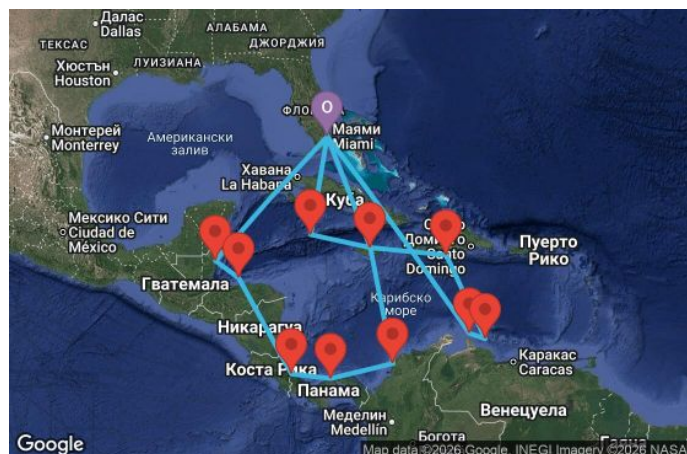 Далас
Dallas
АЛАБАМА
ТЕКСАС
ДЖОРДЖИЯ
ЛУИЗИАНА
Хюстън
Houston
О
Монтерей
Monterrey
Американски
залив
Маями
Miami
Хавана
La Habana
Куба
Мексико Сити
Ciudad de
México
Доминго
Santo
Domingo
Пуерто
Рико
Гватемала
Карибско
море
Никарагуа
Коста Рика
Каракас
Caracas
Панама
Меделин
Medellín
Венецуела
Богота
Google
Map data ©2026 Google, INEGI Imagery ©2026 NASA